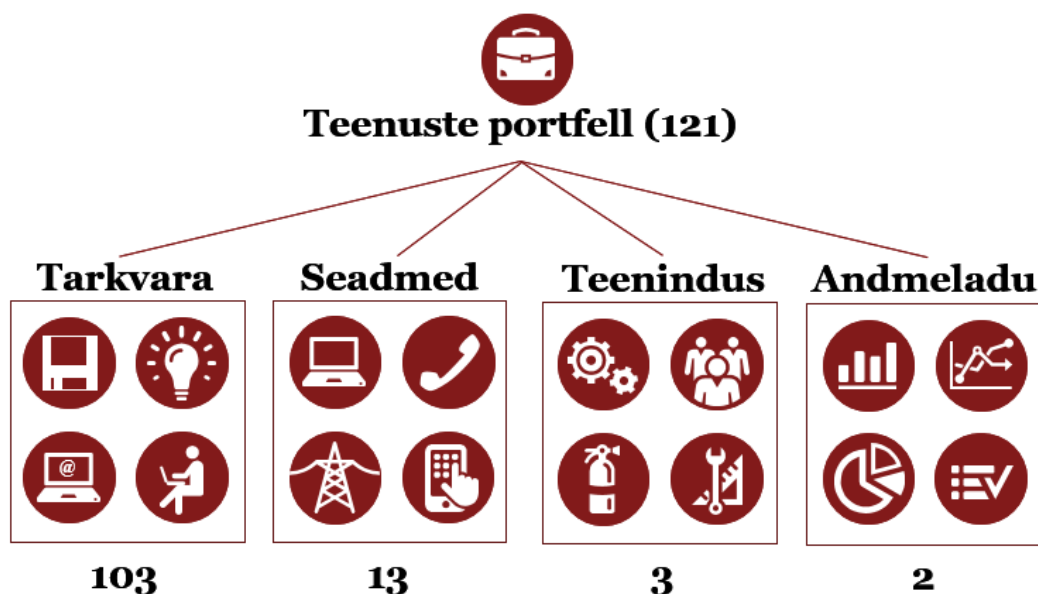 Teenuste portfell (121)
Tarkvara
Seadmed
Teenindus
Andmeladu
@
103
13
3
2